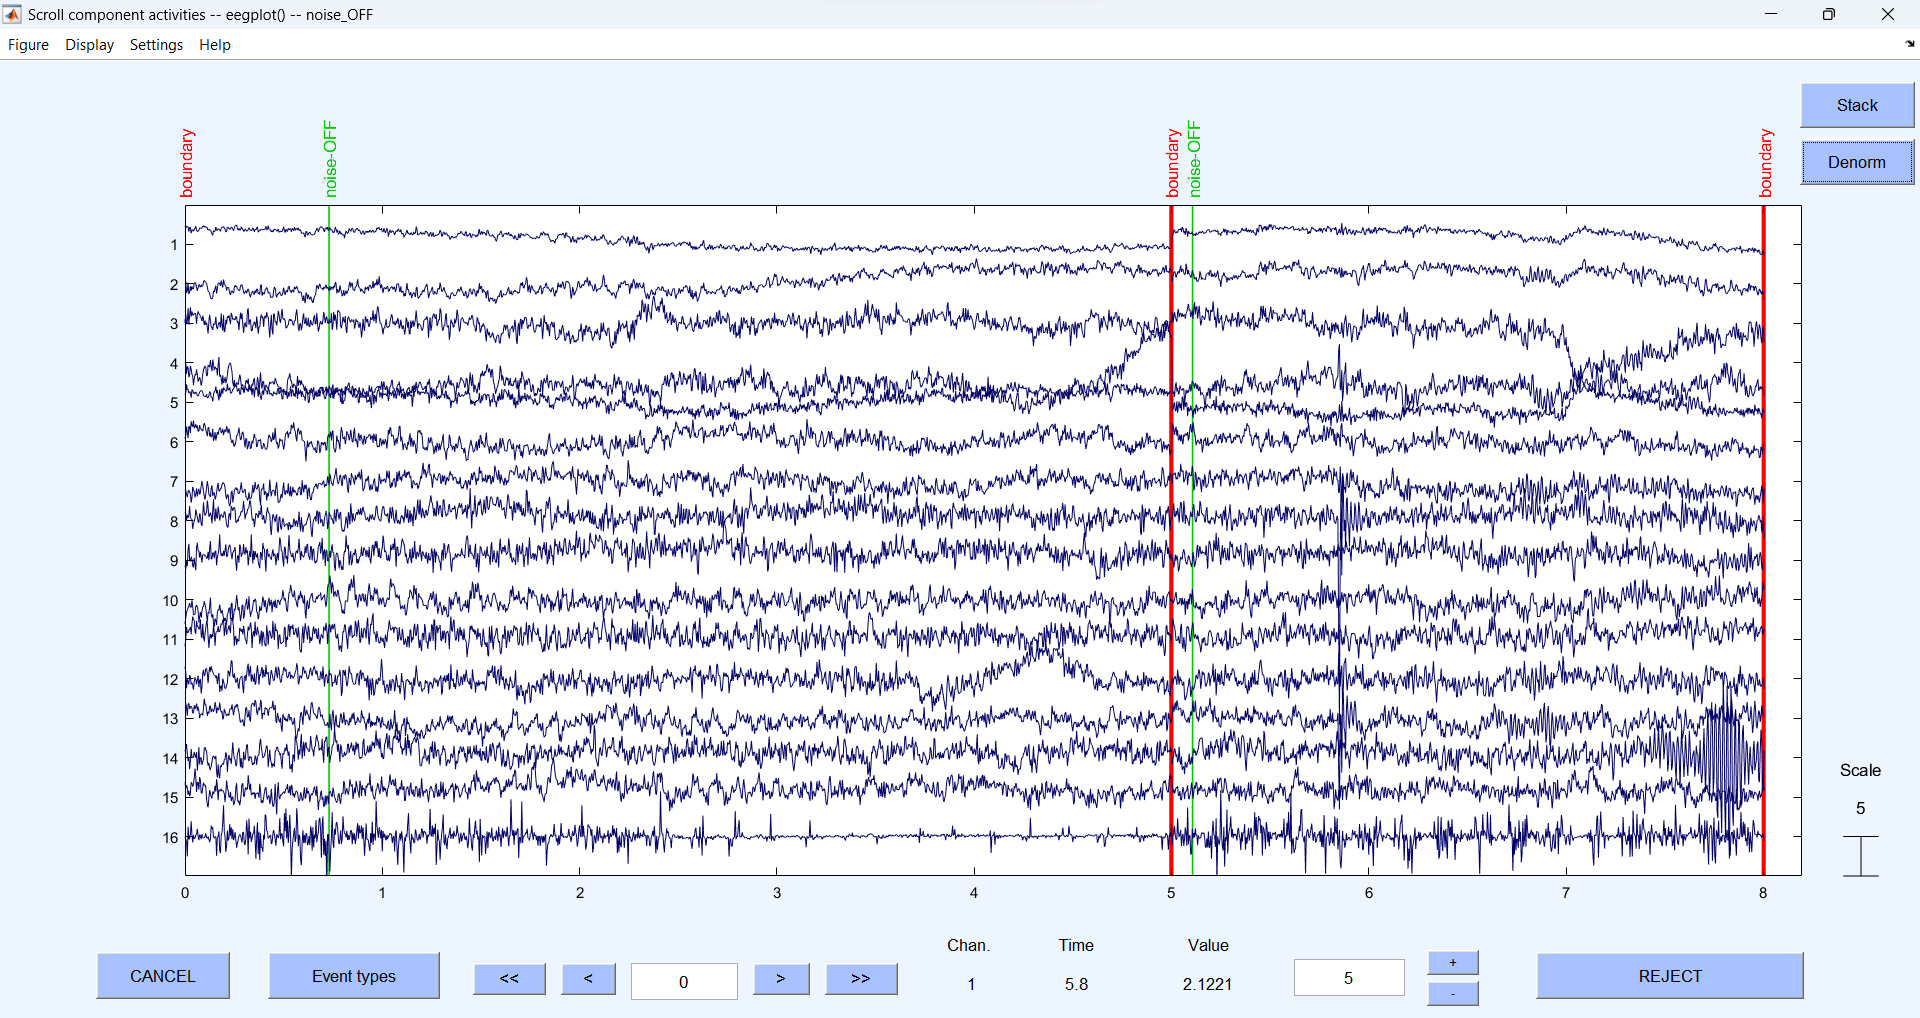 Scroll component activities -- eegplot() -- noise_OFF
Figure Display Settings Help
Stack
Denorm
boundary
noise-OFF
boundary
noise-OFF
boundary
1
2
3
4
5
6
7
8
9
10
11
12
13
14
15
16
0 1 2 3 4 5 6 7 8
Scale
5
Chan. Time Value
CANCEL Event types << < 0 > >> 1 5.8 2.1221 5 + - REJECT